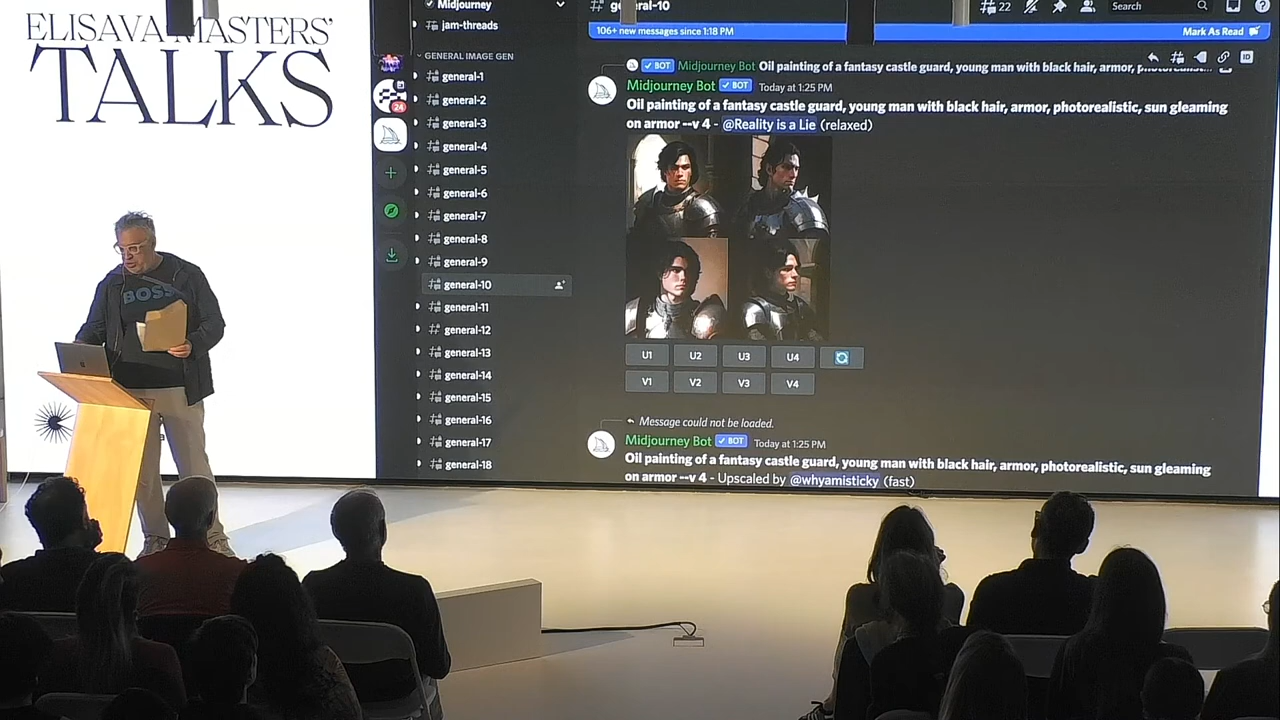 ELISAVA MASTERS'
TALKS
BOSS
Midjourney
jam-threads
GENERAL IMAGE GEN
general-1
general-2
general-3
general-4
general-5
general-6
general-7
general-8
general-9
general-10
general-11
general-12
general-13
general-14
general-15
general-16
general-17
general-18
24
general-10
22
Search
106+ new messages since 1:18 PM
Mark As Read
ID
BOT Midjourney Bot Oil painting of a fantasy castle guard, young man with black hair, armor,
Midjourney Bot BOT Today at 1:25 PM
Oil painting of a fantasy castle guard, young man with black hair, armor, photorealistic, sun gleaming
on armor --v 4 - @Reality is a Lie (relaxed)
U1 U2 U3 U4
V1 V2 V3 V4
Message could not be loaded.
Midjourney Bot BOT Today at 1:25 PM
Oil painting of a fantasy castle guard, young man with black hair, armor, photorealistic, sun gleaming
on armor --v 4 - Upscaled by @whyamisticky (fast)